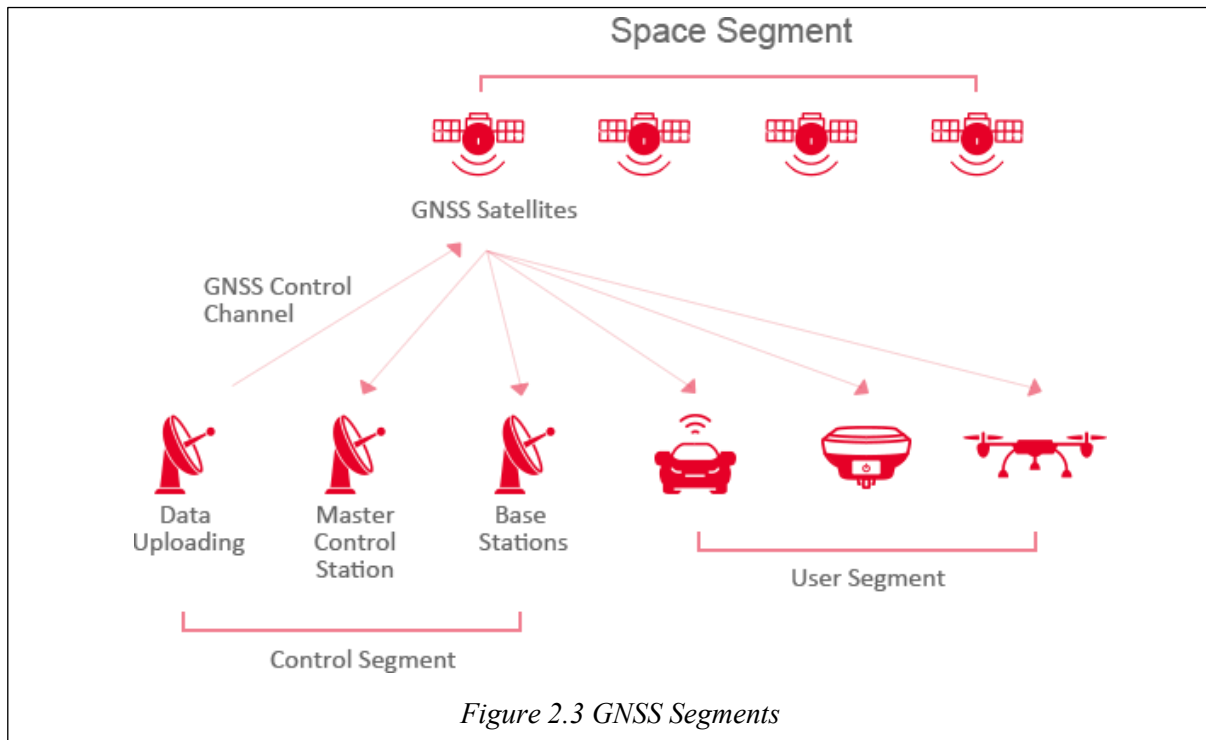 Space Segment
GNSS Satellites
GNSS Control
Channel
Data
Uploading
Master
Control
Station
Base
Stations
User Segment
Control Segment
Figure 2.3 GNSS Segments